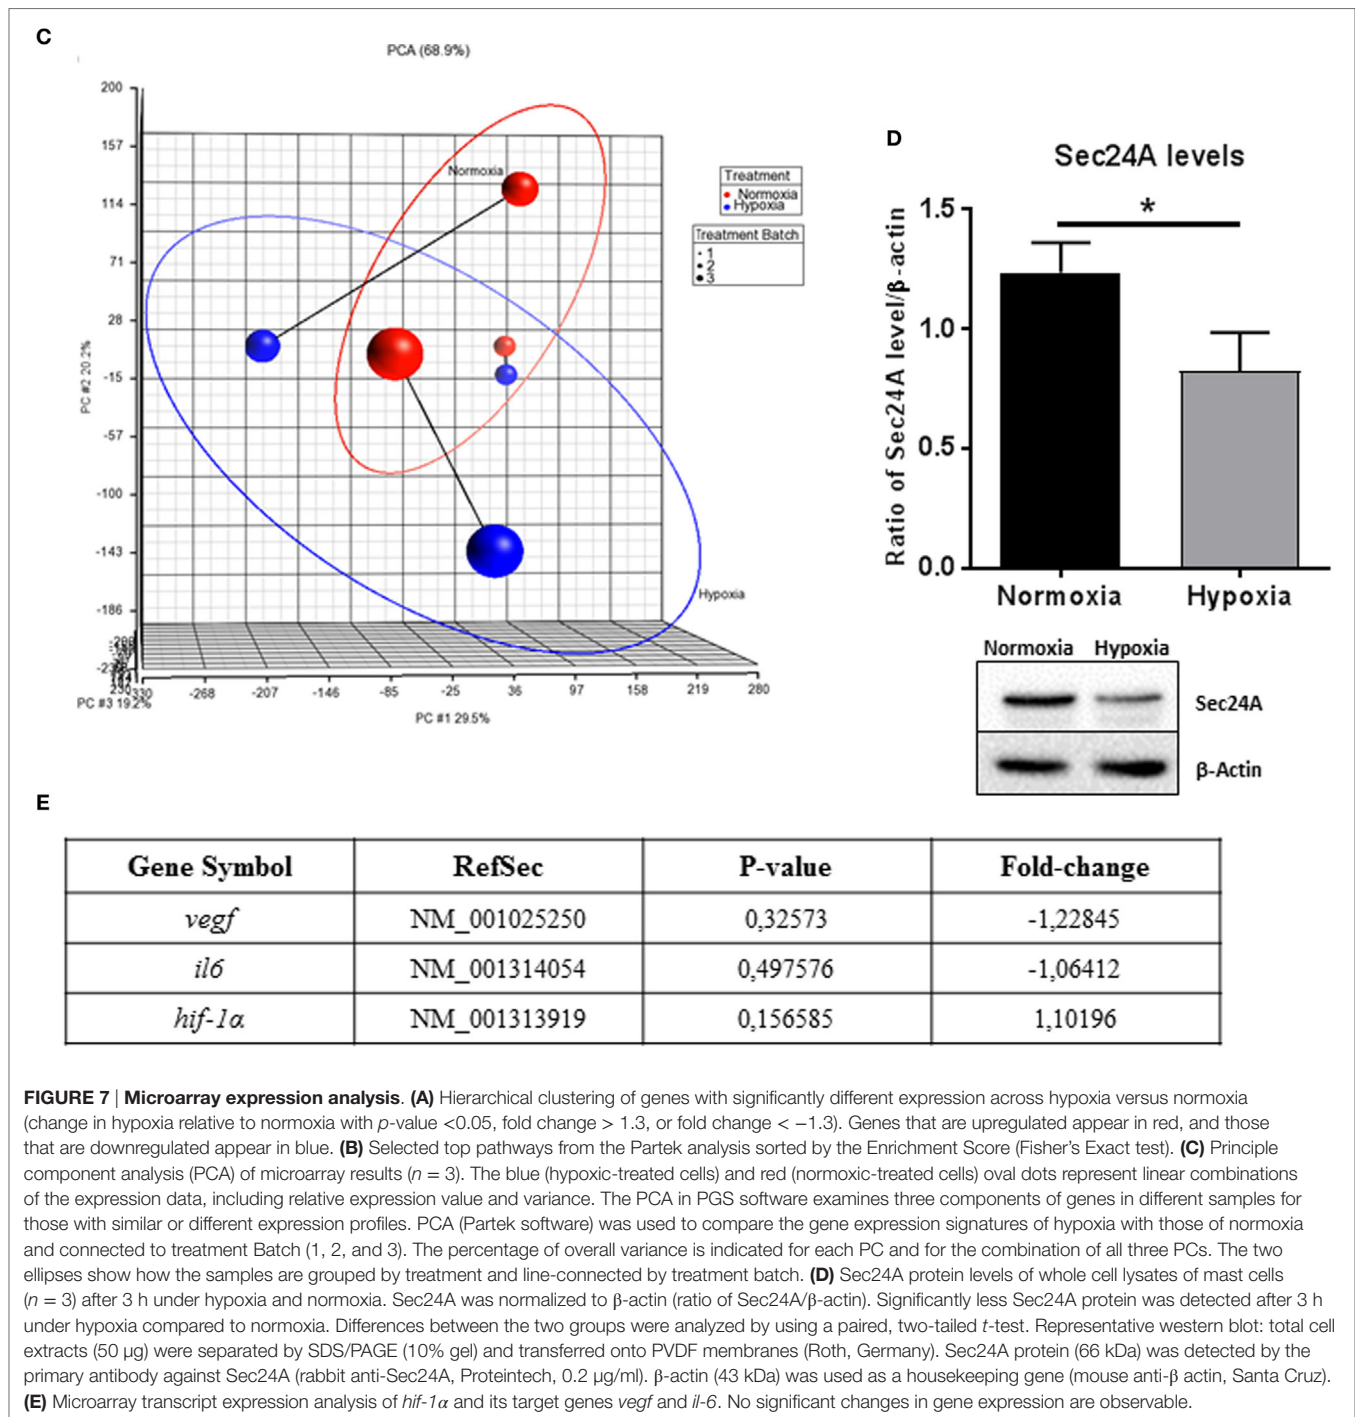 C
PCA (68.9%)
200
157
114
71
28
-15
-57
-100
-143
-186
PC #2 20.2%
Normoxia
Hypoxia
-330
-268
-207
-146
-85
-25
36
97
158
219
280
PC #3 19.2%
PC #1 29.5%
Treatment
Normoxia
Hypoxia
Treatment Batch
1
2
3
D
Sec24A levels
Ratio of Sec24A level/β-actin
1.5
1.0
0.5
0.0
*
Normoxia Hypoxia
Normoxia Hypoxia
Sec24A
β-Actin
E
Gene Symbol RefSec P-value Fold-change
vegf NM_001025250 0,32573 -1,22845
il6 NM_001314054 0,497576 -1,06412
hif-1α NM_001313919 0,156585 1,10196
FIGURE 7 | Microarray expression analysis. (A) Hierarchical clustering of genes with significantly different expression across hypoxia versus normoxia
(change in hypoxia relative to normoxia with p-value <0.05, fold change > 1.3, or fold change < −1.3). Genes that are upregulated appear in red, and those
that are downregulated appear in blue. (B) Selected top pathways from the Partek analysis sorted by the Enrichment Score (Fisher's Exact test). (C) Principle
component analysis (PCA) of microarray results (n = 3). The blue (hypoxic-treated cells) and red (normoxic-treated cells) oval dots represent linear combinations
of the expression data, including relative expression value and variance. The PCA in PGS software examines three components of genes in different samples for
those with similar or different expression profiles. PCA (Partek software) was used to compare the gene expression signatures of hypoxia with those of normoxia
and connected to treatment Batch (1, 2, and 3). The percentage of overall variance is indicated for each PC and for the combination of all three PCs. The two
ellipses show how the samples are grouped by treatment and line-connected by treatment batch. (D) Sec24A protein levels of whole cell lysates of mast cells
(n = 3) after 3 h under hypoxia and normoxia. Sec24A was normalized to β-actin (ratio of Sec24A/β-actin). Significantly less Sec24A protein was detected after 3 h
under hypoxia compared to normoxia. Differences between the two groups were analyzed by using a paired, two-tailed t-test. Representative western blot: total cell
extracts (50 µg) were separated by SDS/PAGE (10% gel) and transferred onto PVDF membranes (Roth, Germany). Sec24A protein (66 kDa) was detected by the
primary antibody against Sec24A (rabbit anti-Sec24A, Proteintech, 0.2 µg/ml). β-actin (43 kDa) was used as a housekeeping gene (mouse anti-β actin, Santa Cruz).
(E) Microarray transcript expression analysis of hif-1α and its target genes vegf and il-6. No significant changes in gene expression are observable.